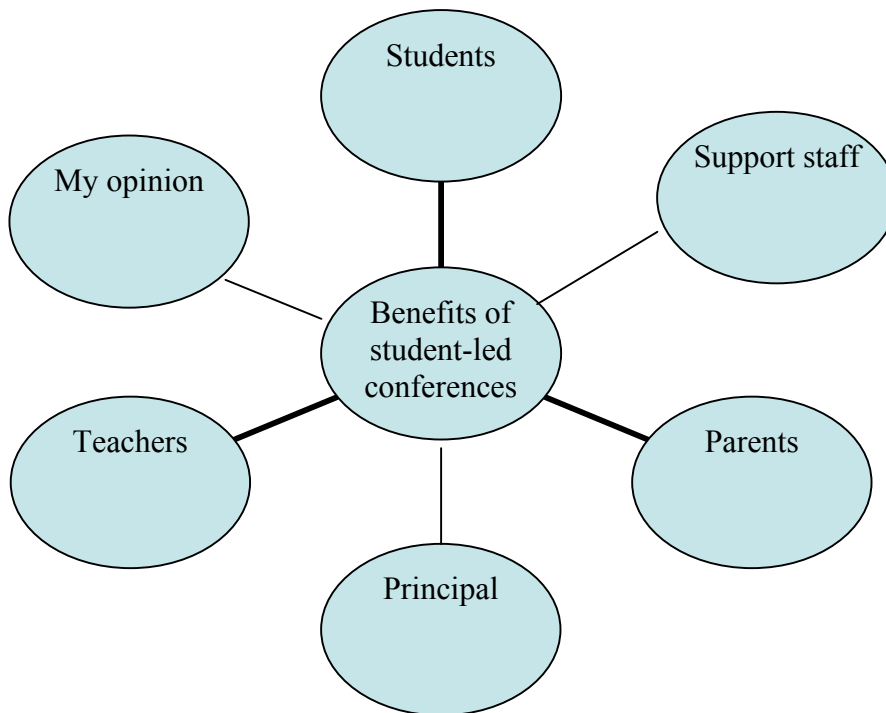 Students
Support staff
My opinion
Benefits of
student-led
conferences
Teachers
Parents
Principal